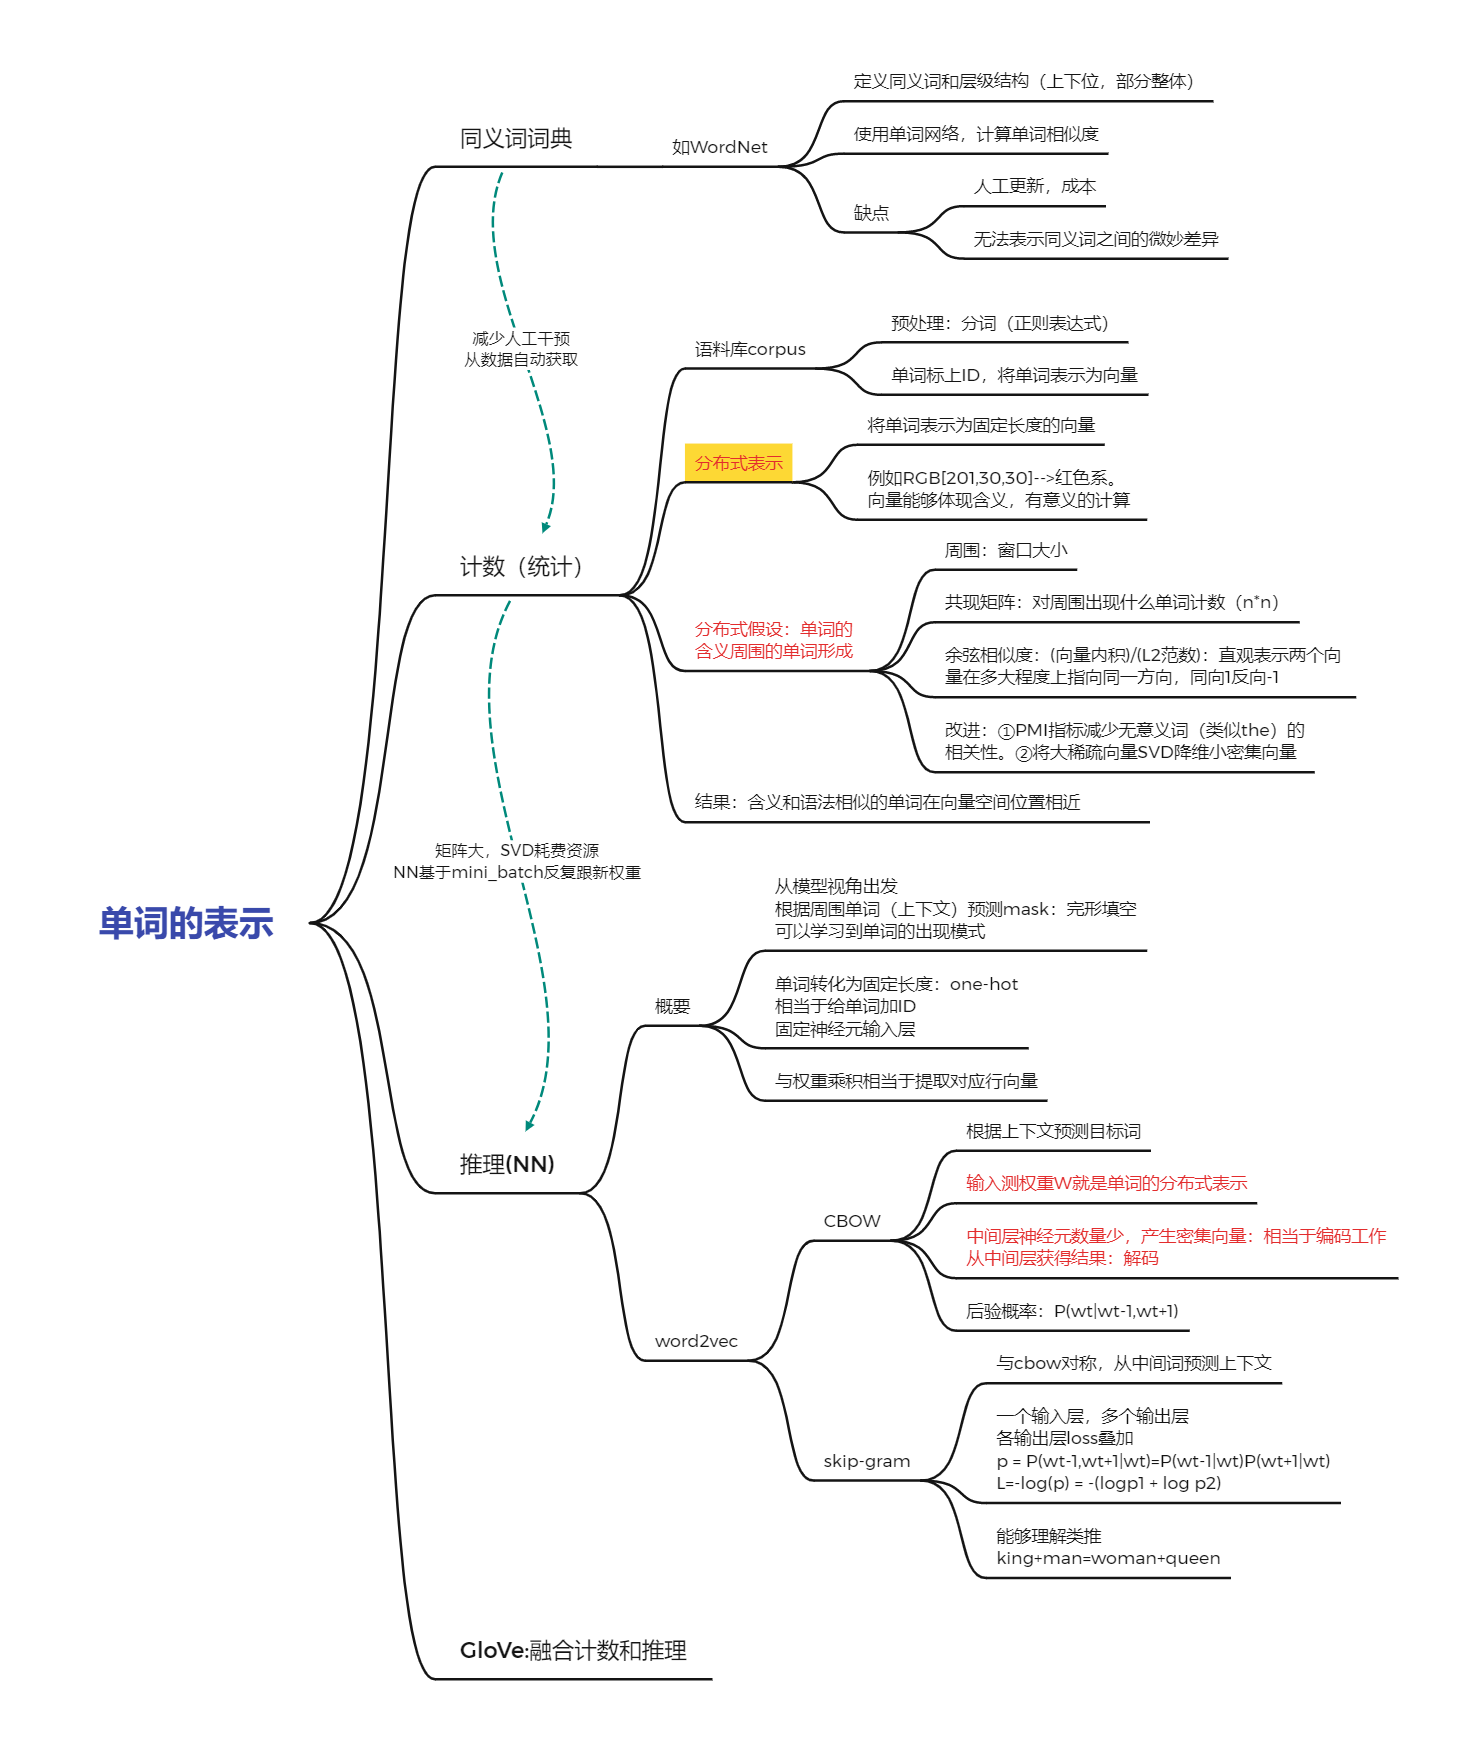 单词的表示
同义词词典
如WordNet
定义同义词和层级结构（上下位，部分整体）
使用单词网络，计算单词相似度
缺点
人工更新，成本
无法表示同义词之间的微妙差异
减少人工干预
从数据自动获取
计数（统计）
语料库corpus
预处理：分词（正则表达式）
单词标上ID，将单词表示为向量
分布式表示
将单词表示为固定长度的向量
例如RGB[201,30,30]-->红色系。
向量能够体现含义，有意义的计算
分布式假设：单词的
含义周围的单词形成
周围：窗口大小
共现矩阵：对周围出现什么单词计数（n*n）
余弦相似度：(向量内积)/(L2范数)：直观表示两个向
量在多大程度上指向同一方向，同向1反向-1
改进：①PMI指标减少无意义词（类似the）的
相关性。②将大稀疏向量SVD降维小密集向量
结果：含义和语法相似的单词在向量空间位置相近
矩阵大，SVD耗费资源
NN基于mini_batch反复跟新权重
推理(NN)
概要
从模型视角出发
根据周围单词（上下文）预测mask：完形填空
可以学习到单词的出现模式
单词转化为固定长度：one-hot
相当于给单词加ID
固定神经元输入层
与权重乘积相当于提取对应行向量
word2vec
CBOW
根据上下文预测目标词
输入测权重W就是单词的分布式表示
中间层神经元数量少，产生密集向量：相当于编码工作
从中间层获得结果：解码
后验概率：P(wt|wt-1,wt+1)
skip-gram
与cbow对称，从中间词预测上下文
一个输入层，多个输出层
各输出层loss叠加
p = P(wt-1,wt+1|wt)=P(wt-1|wt)P(wt+1|wt)
L=-log(p) = -(logp1 + log p2)
能够理解类推
king+man=woman+queen
GloVe:融合计数和推理